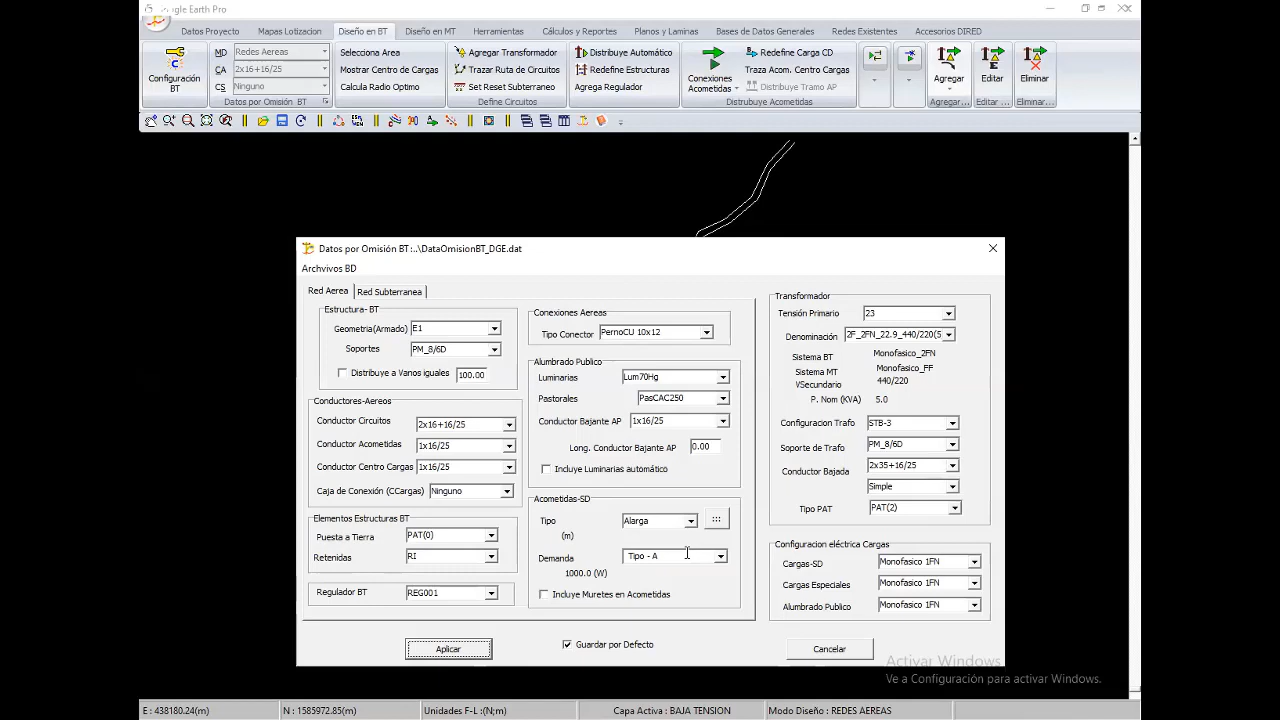 Google Earth Pro
Datos Proyecto Mapas Lotizacion Diseño en BT Herramientas Diseño en MT Cálculos y Reportes Planos y Laminas Bases de Datos Generales Redes Existentes Accesorios DIRED
Configuración BT
MD Redes Aereas
CA 2x16+16/25
CS Ninguno
Datos por Omisión BT
Selecciona Area
Mostrar Centro de Cargas
Calcula Radio Optimo
Agregar Transformador
Trazar Ruta de Circuitos
Set Reset Subterraneo
Define Circuitos
Distribuye Automático
Redefine Estructuras
Agrega Regulador
Conexiones Acometidas
Redefine Carga CD
Traza Acom. Centro Cargas
Distribuye Tramo AP
Distrubuye Acometidas
Agregar
Agregar...
Editar
Editar ...
Eliminar
Eliminar...
Datos por Omisión BT:..\DataOmisionBT_DGE.dat
Archvivos BD
Red Aerea Red Subterranea
Estructura- BT
Geometria(Armado) E1
Soportes PM_8/6D
Distribuye a Vanos iguales 100.00
Conductores-Aereos
Conductor Circuitos 2x16+16/25
Conductor Acometidas 1x16/25
Conductor Centro Cargas 1x16/25
Caja de Conexión (CCargas) Ninguno
Elementos Estructuras BT
Puesta a Tierra PAT(0)
Retenidas RI
Regulador BT REG001
Conexiones Aereas
Tipo Conector PernoCU 10x12
Alumbrado Publico
Luminarias Lum70Hg
Pastorales PasCAC250
Conductor Bajante AP 1x16/25
Long. Conductor Bajante AP 0.00
Incluye Luminarias automático
Acometidas-SD
Tipo Alarga
(m)
Demanda Tipo - A
1000.0 (W)
Incluye Muretes en Acometidas
Transformador
Tensión Primario 23
Denominación 2F_2FN_22.9_440/220(5
Sistema BT Monofasico_2FN
Sistema MT Monofasico_FF
VSecundario 440/220
P. Nom (KVA) 5.0
Configuracion Trafo STB-3
Soporte de Trafo PM_8/6D
Conductor Bajada 2x35+16/25
Simple
Tipo PAT PAT(2)
Configuracion eléctrica Cargas
Cargas-SD Monofasico 1FN
Cargas Especiales Monofasico 1FN
Alumbrado Publico Monofasico 1FN
Aplicar
Guardar por Defecto
Cancelar
Activar Windows
Ve a Configuración para activar Windows.
E : 438180.24(m) N : 1585972.85(m) Unidades F-L :(N;m) Capa Activa : BAJA TENSION Modo Diseño : REDES AEREAS